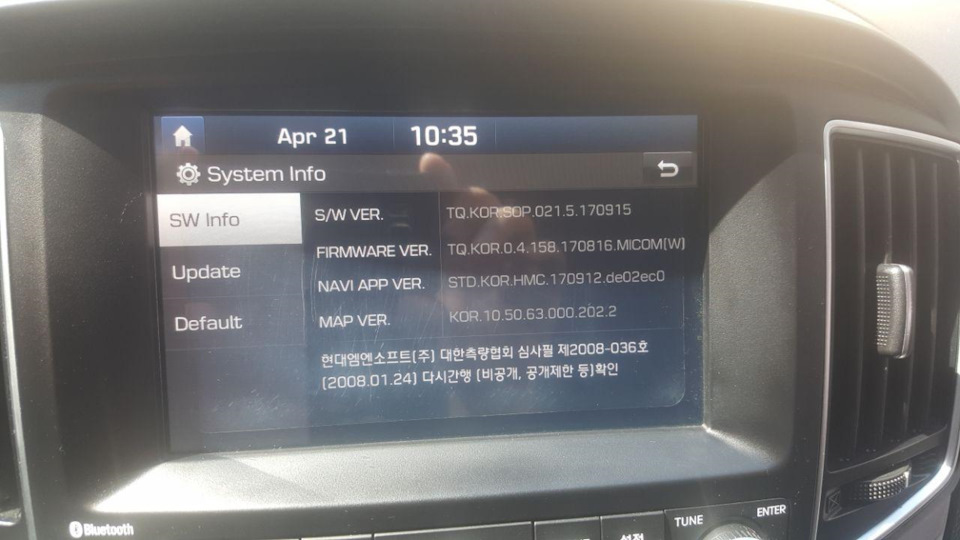 Apr 21 10:35
System Info
SW Info
Update
Default
S/W VER. TQ.KOR.SOP.021.5.170915
FIRMWARE VER. TQ.KOR.0.4.158.170816.MICOM(W)
NAVI APP VER. STD.KOR.HMC.170912.de02ec0
MAP VER. KOR.10.50.63.000.202.2
현대엠엔소프트(주) 대한측량협회 심사필 제2008-036호
(2008.01.24) 다시간행 (비공개, 공개제한 등)확인
Bluetooth
설정
TUNE
ENTER